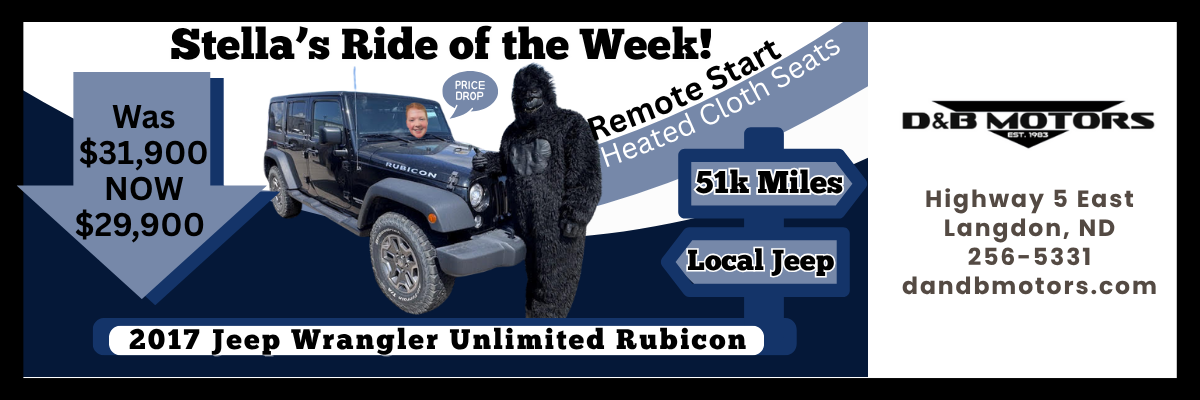 Stella's Ride of the Week!
Was
$31,900
NOW
$29,900
PRICE
DROP
RUBICON
Remote Start
Heated Cloth Seats
51k Miles
Local Jeep
2017 Jeep Wrangler Unlimited Rubicon
D&B MOTORS
EST. 1983
Highway 5 East
Langdon, ND
256-5331
dandbmotors.com